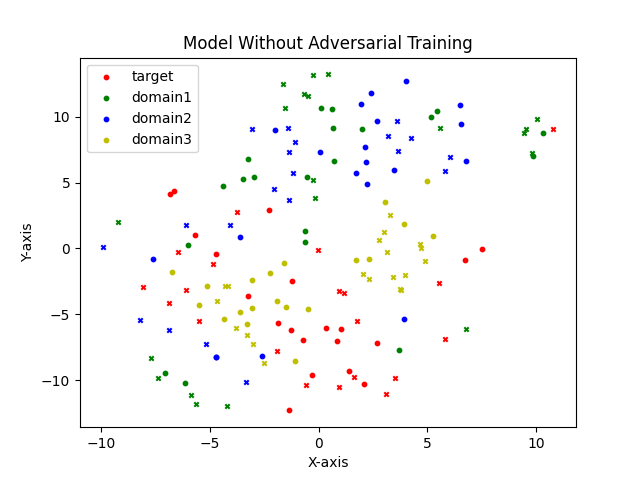 Model Without Adversarial Training
target
domain1
domain2
domain3
10
5
0
−5
−10
Y-axis
−10 −5 0 5 10
X-axis